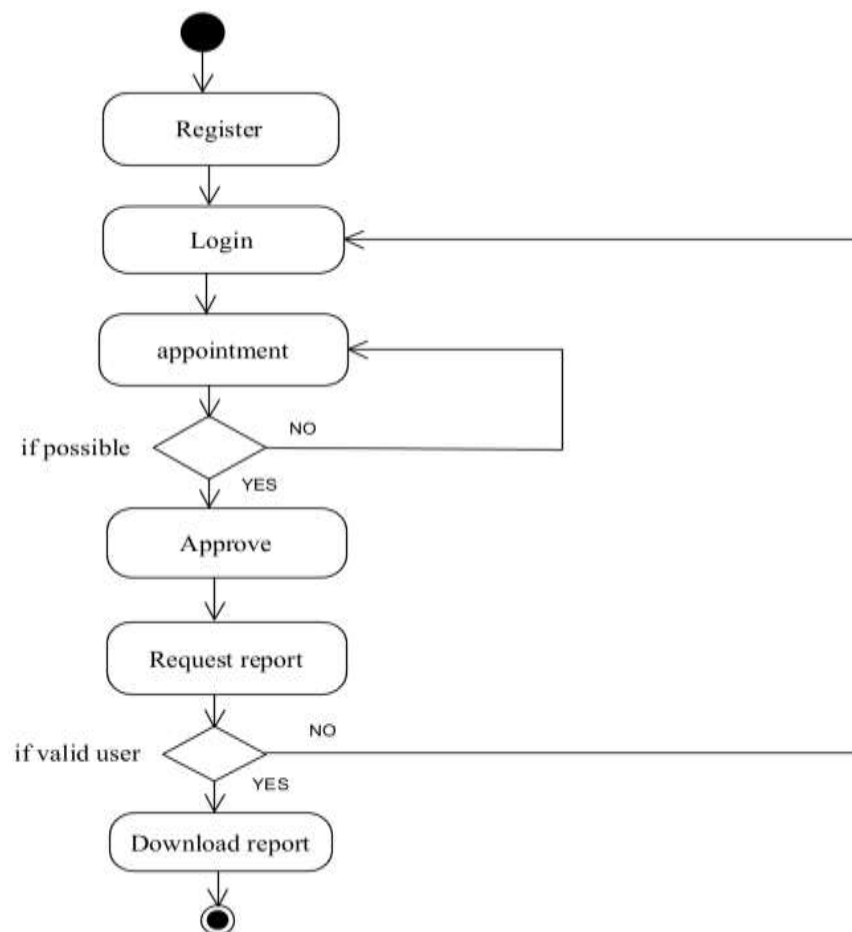 Register
Login
appointment
NO
if possible
YES
Approve
Request report
NO
if valid user
YES
Download report